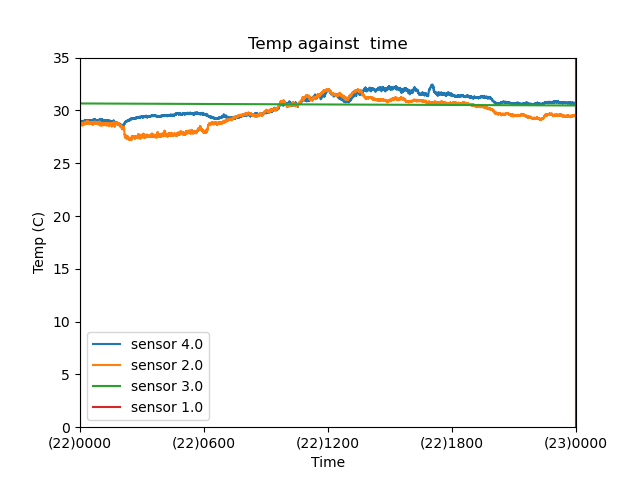 Temp against  time
35
30
25
20
15
10
5
0
Temp (C)
sensor 4.0
sensor 2.0
sensor 3.0
sensor 1.0
(22)0000 (22)0600 (22)1200 (22)1800 (23)0000
Time